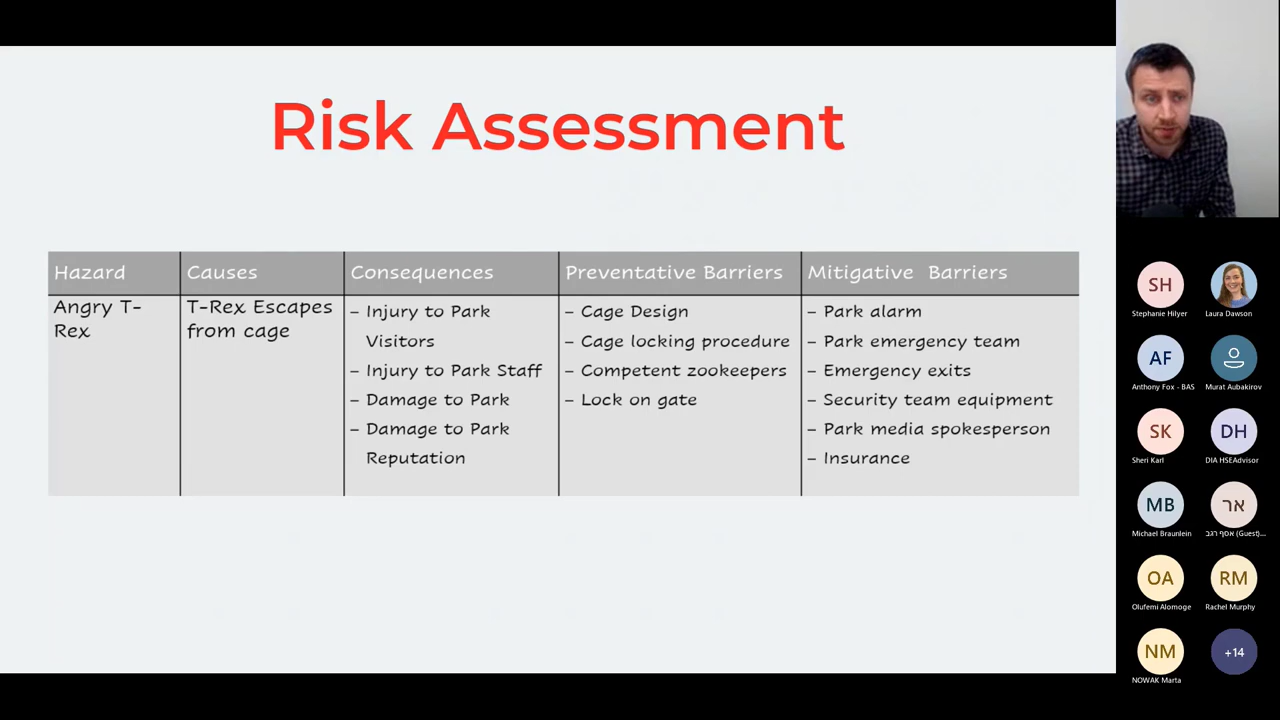 Risk Assessment
Hazard
Causes
Consequences
Preventative Barriers
Mitigative Barriers
Angry T-
Rex
T-Rex Escapes
from cage
– Injury to Park
Visitors
– Injury to Park Staff
– Damage to Park
– Damage to Park
Reputation
– Cage Design
– Cage locking procedure
– Competent zookeepers
– Lock on gate
– Park alarm
– Park emergency team
– Emergency exits
– Security team equipment
– Park media spokesperson
– Insurance
SH
Stephanie Hilyer
Laura Dawson
AF
Anthony Fox - BAS
Murat Aubakirov
SK
Sheri Karl
DH
DIA HSEAdvisor
MB
Michael Braunlein
אר
אסף רגב (Guest)...
OA
Olufemi Alomoge
RM
Rachel Murphy
NM
NOWAK Marta
+14